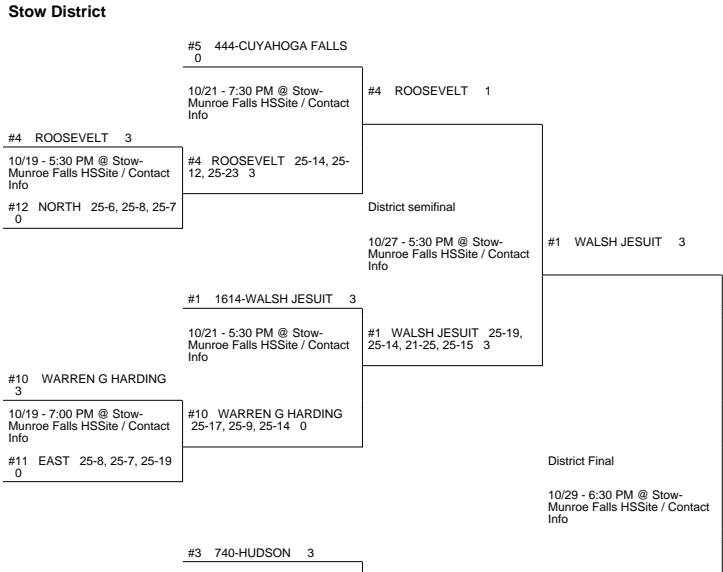 Stow District
#5 444-CUYAHOGA FALLS
0
10/21 - 7:30 PM @ Stow-
Munroe Falls HSSite / Contact
Info
#4 ROOSEVELT 1
#4 ROOSEVELT 3
10/19 - 5:30 PM @ Stow-
Munroe Falls HSSite / Contact
Info
#4 ROOSEVELT 25-14, 25-
12, 25-23 3
#12 NORTH 25-6, 25-8, 25-7
0
District semifinal
10/27 - 5:30 PM @ Stow-
Munroe Falls HSSite / Contact
Info
#1 WALSH JESUIT 3
#1 1614-WALSH JESUIT 3
10/21 - 5:30 PM @ Stow-
Munroe Falls HSSite / Contact
Info
#1 WALSH JESUIT 25-19,
25-14, 21-25, 25-15 3
#10 WARREN G HARDING
3
10/19 - 7:00 PM @ Stow-
Munroe Falls HSSite / Contact
Info
#10 WARREN G HARDING
25-17, 25-9, 25-14 0
#11 EAST 25-8, 25-7, 25-19
0
District Final
10/29 - 6:30 PM @ Stow-
Munroe Falls HSSite / Contact
Info
#3 740-HUDSON 3